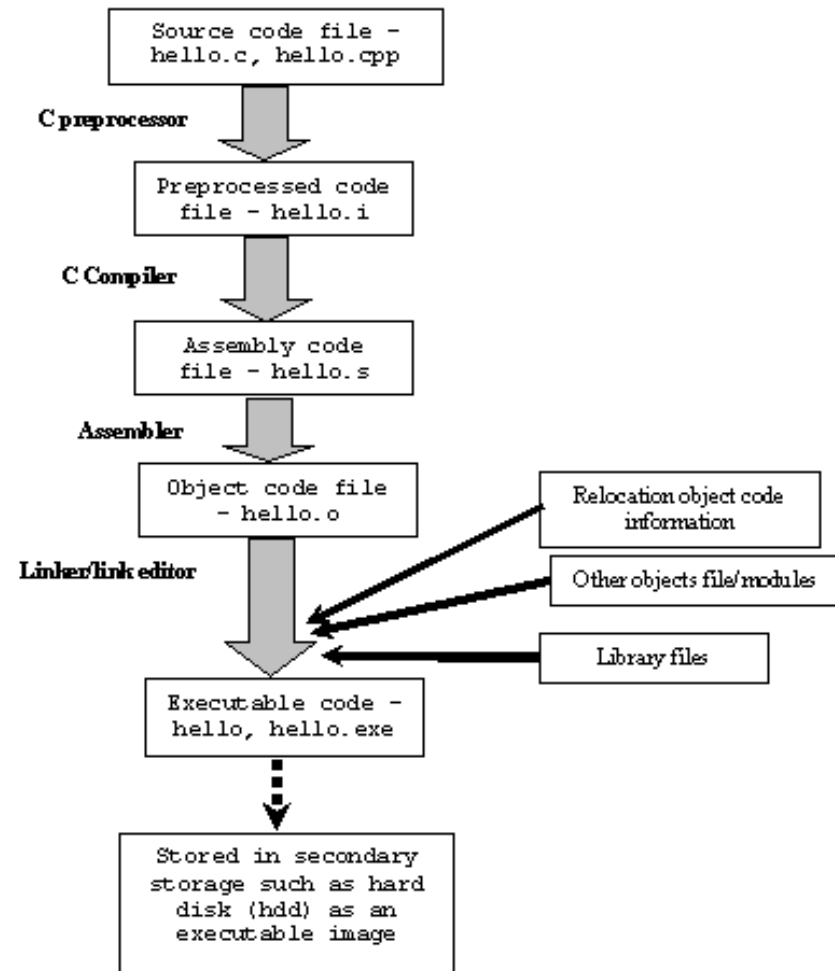 Source code file -
hello.c, hello.cpp
C preprocessor
Preprocessed code
file - hello.i
C Compiler
Assembly code
file - hello.s
Assembler
Object code file
- hello.o
Relocation object code
information
Linker/link editor
Other objects file/modules
Library files
Executable code -
hello, hello.exe
Stored in secondary
storage such as hard
disk (hdd) as an
executable image